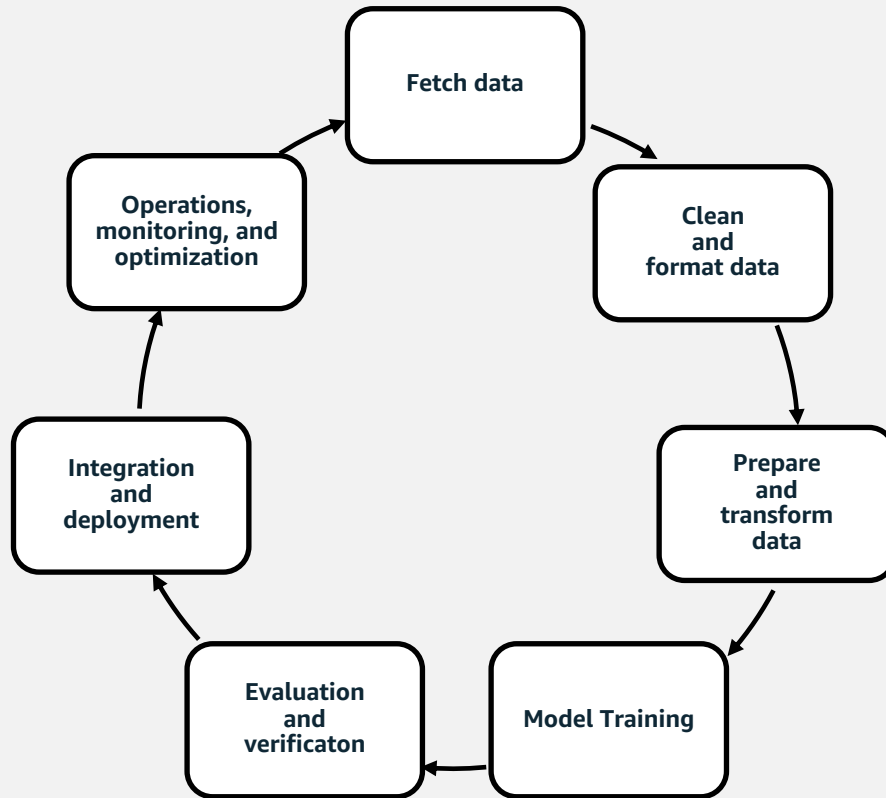 Fetch data
Clean
and
format data
Prepare
and
transform
data
Model Training
Evaluation
and
verificaton
Integration
and
deployment
Operations,
monitoring, and
optimization